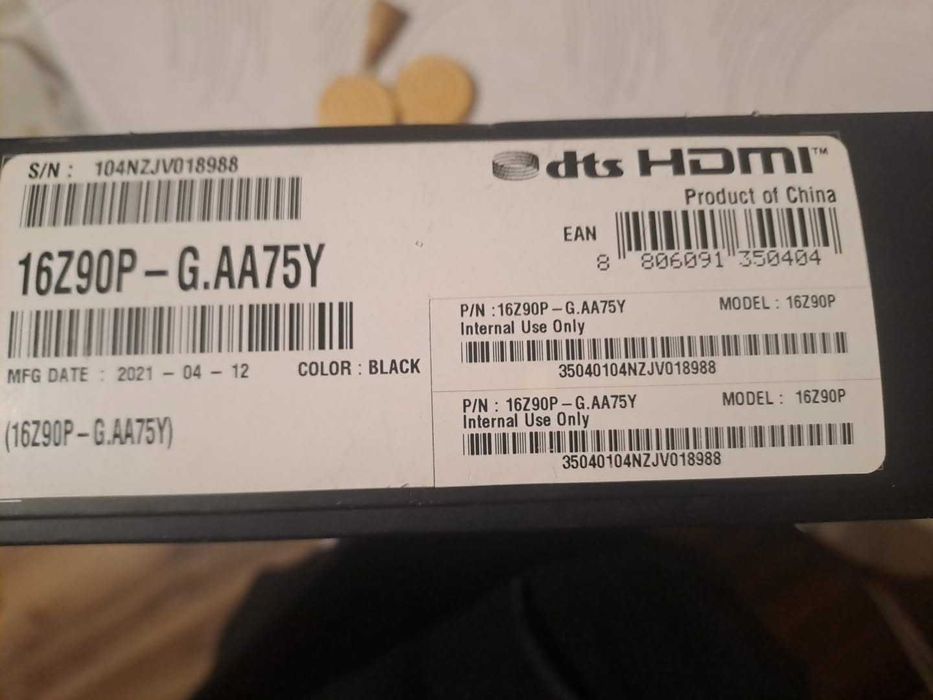 S/N : 104NZJV018988
16Z90P – G.AA75Y
MFG DATE : 2021 – 04 – 12 COLOR : BLACK
(16Z90P – G.AA75Y)
dts HDMI™
Product of China
EAN
8 806091 350404
P/N :16Z90P – G.AA75Y MODEL : 16Z90P
Internal Use Only
35040104NZJV018988
P/N : 16Z90P – G.AA75Y MODEL : 16Z90P
Internal Use Only
35040104NZJV018988